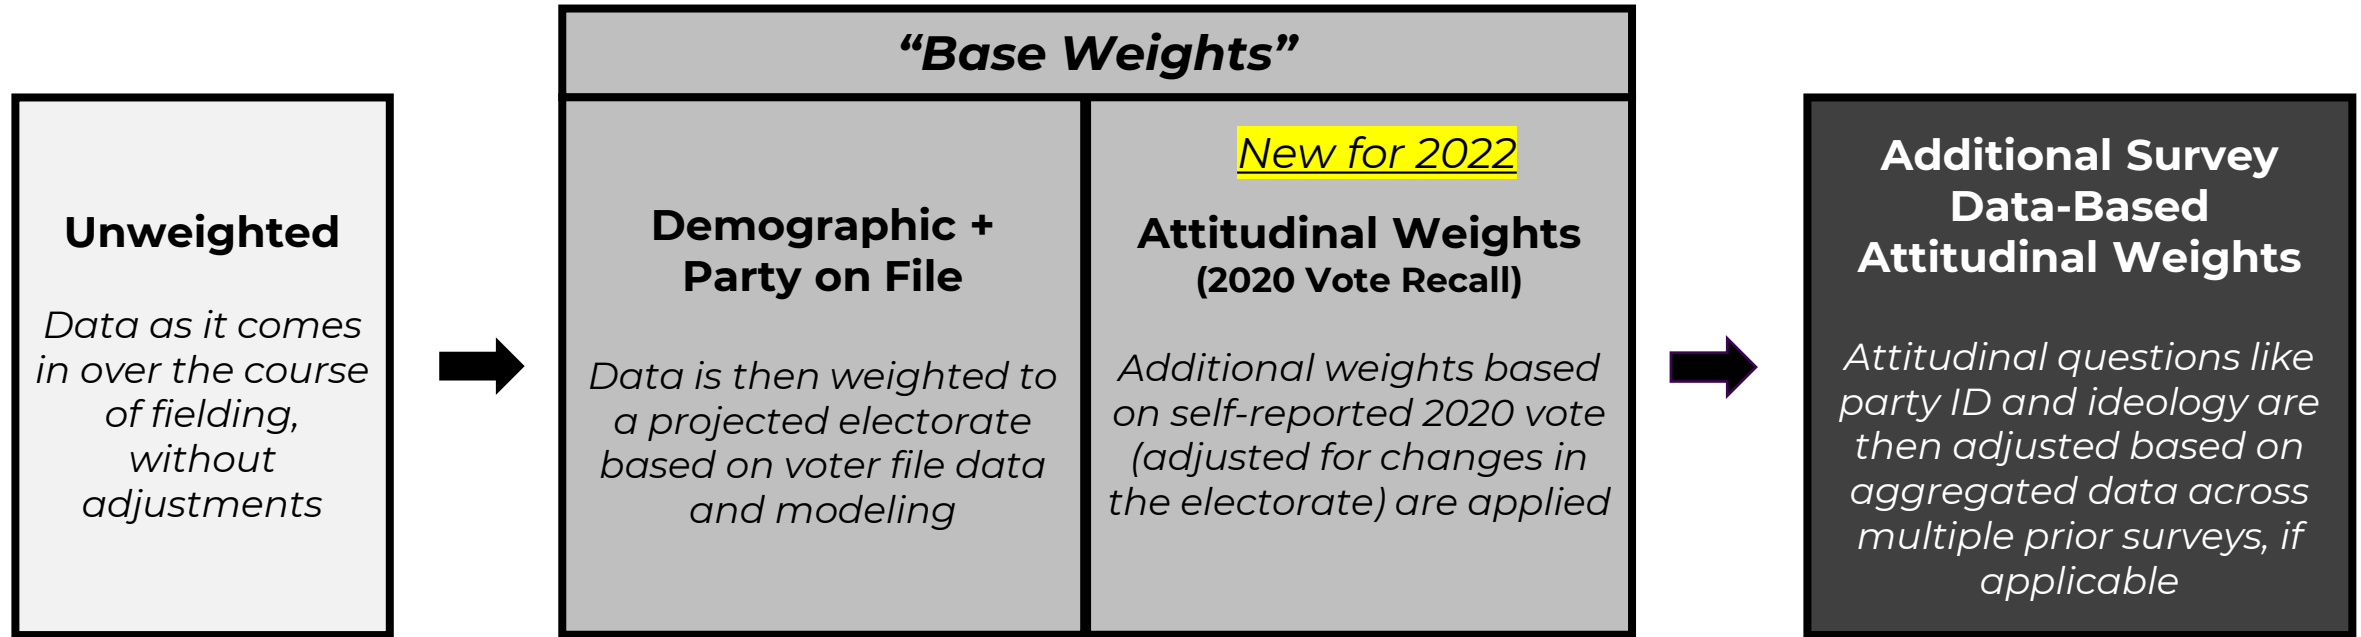 “Base Weights”
Unweighted
Data as it comes
in over the course
of fielding,
without
adjustments
Demographic +
Party on File
Data is then weighted to
a projected electorate
based on voter file data
and modeling
New for 2022
Attitudinal Weights
(2020 Vote Recall)
Additional weights based
on self-reported 2020 vote
(adjusted for changes in
the electorate) are applied
Additional Survey
Data-Based
Attitudinal Weights
Attitudinal questions like
party ID and ideology are
then adjusted based on
aggregated data across
multiple prior surveys, if
applicable